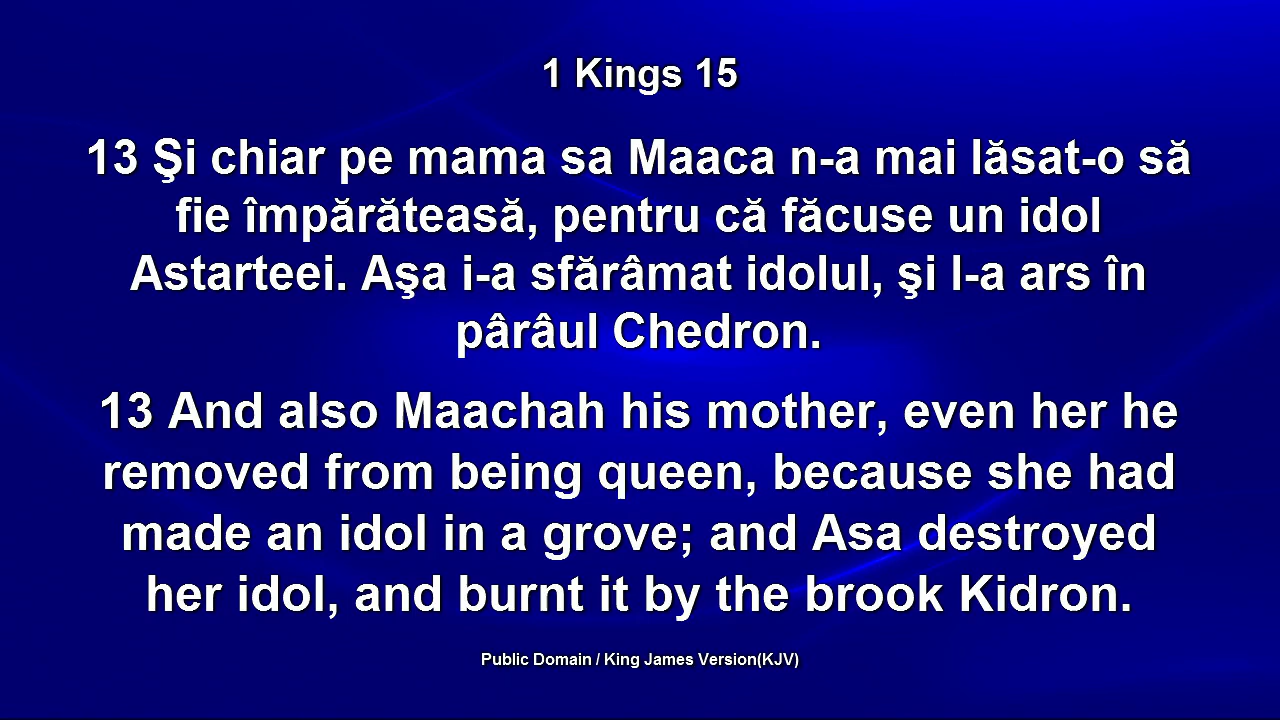 1 Kings 15
13 Şi chiar pe mama sa Maaca n-a mai lăsat-o să
fie împărăteasă, pentru că făcuse un idol
Astarteei. Aşa i-a sfărâmat idolul, şi l-a ars în
pârâul Chedron.
13 And also Maachah his mother, even her he
removed from being queen, because she had
made an idol in a grove; and Asa destroyed
her idol, and burnt it by the brook Kidron.
Public Domain / King James Version(KJV)